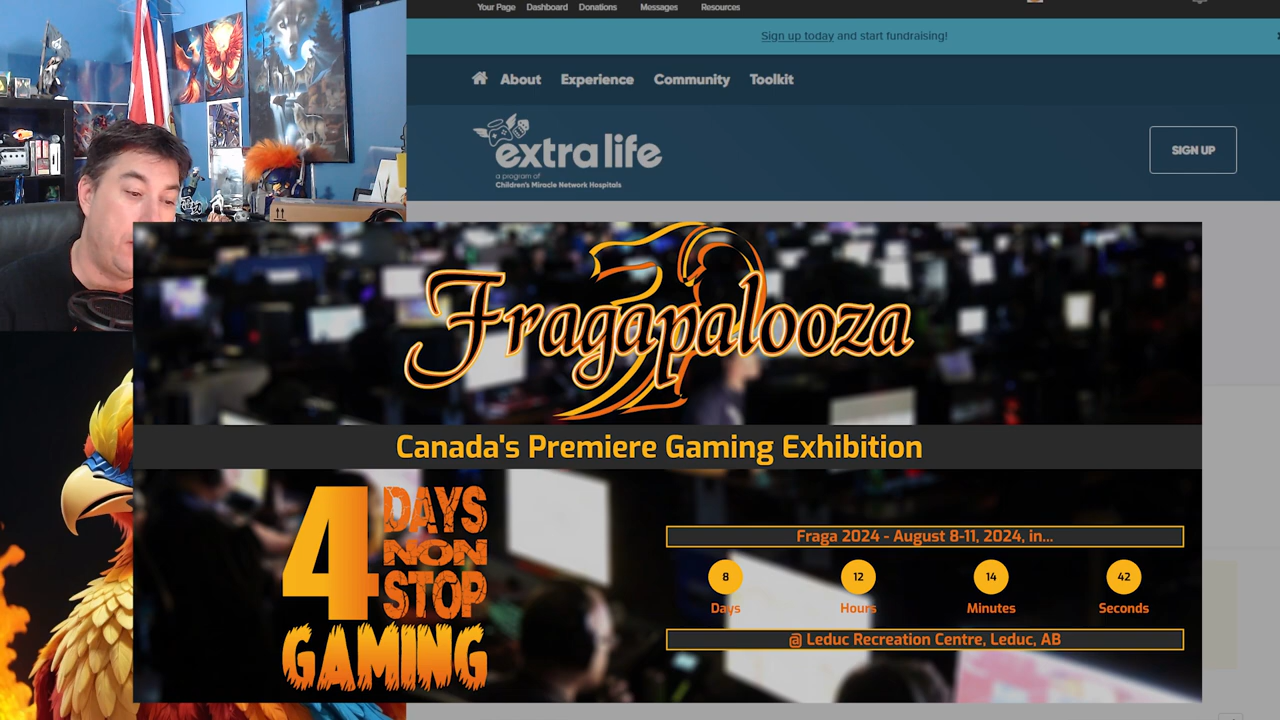 Your Page Dashboard Donations Messages Resources
Sign up today and start fundraising!
About Experience Community Toolkit
extralife
a program of
Children's Miracle Network Hospitals
SIGN UP
Fragapalooza
Canada's Premiere Gaming Exhibition
4 DAYS
NON
STOP
GAMING
Fraga 2024 - August 8-11, 2024, in...
8 12 14 42
Days Hours Minutes Seconds
@ Leduc Recreation Centre, Leduc, AB